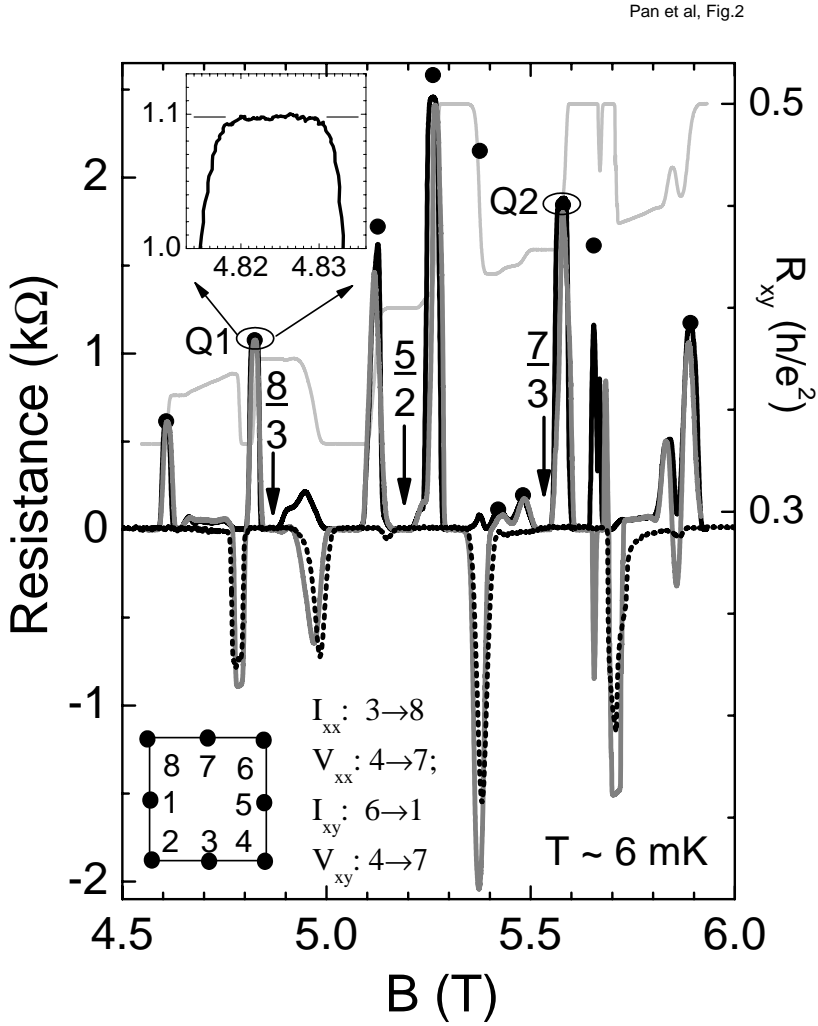 Pan et al, Fig.2
1.1
1.0
4.82 4.83
Q1
Q2
8
3
5
2
7
3
Resistance (kΩ)
2
1
0
-1
-2
0.5
0.3
R_xy (h/e²)
I_xx: 3→8
V_xx: 4→7;
I_xy: 6→1
V_xy: 4→7
8 7 6
1 5
2 3 4
T ~ 6 mK
4.5 5.0 5.5 6.0
B (T)